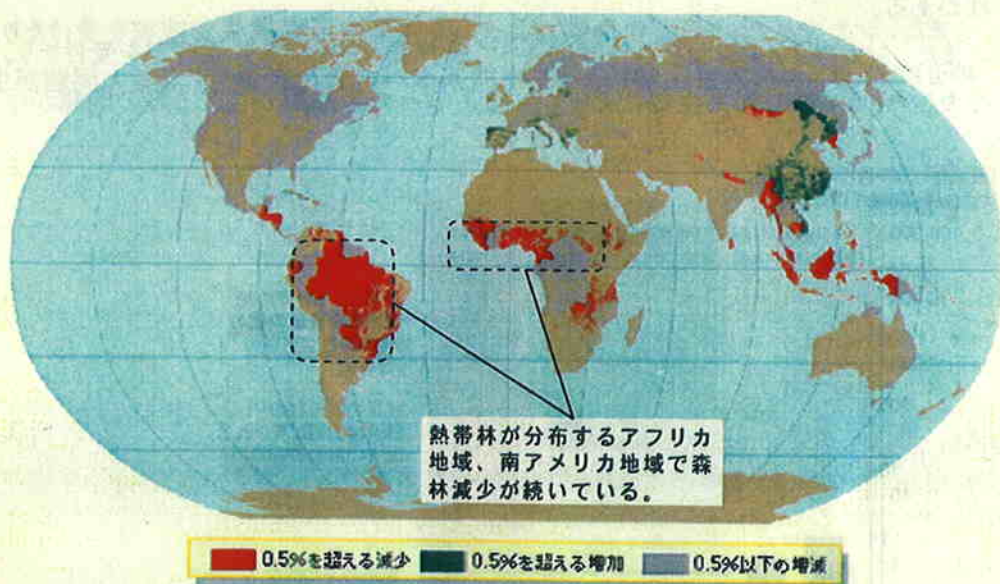 熱帯林が分布するアフリカ
地域、南アメリカ地域で森
林減少が続いている。
0.5%を超える減少 0.5%を超える増加 0.5%以下の増減